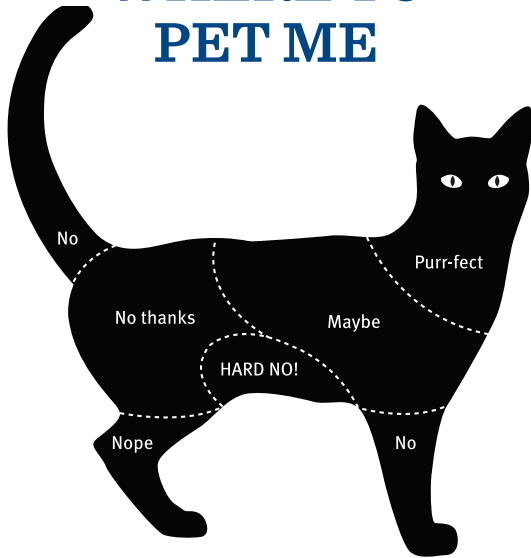 PET ME
No
Purr-fect
No thanks
Maybe
HARD NO!
Nope
No